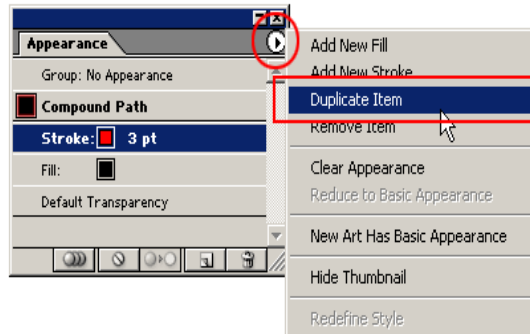 Appearance
Group: No Appearance
Compound Path
Stroke: 3 pt
Fill:
Default Transparency
Add New Fill
Add New Stroke
Duplicate Item
Remove Item
Clear Appearance
Reduce to Basic Appearance
New Art Has Basic Appearance
Hide Thumbnail
Redefine Style